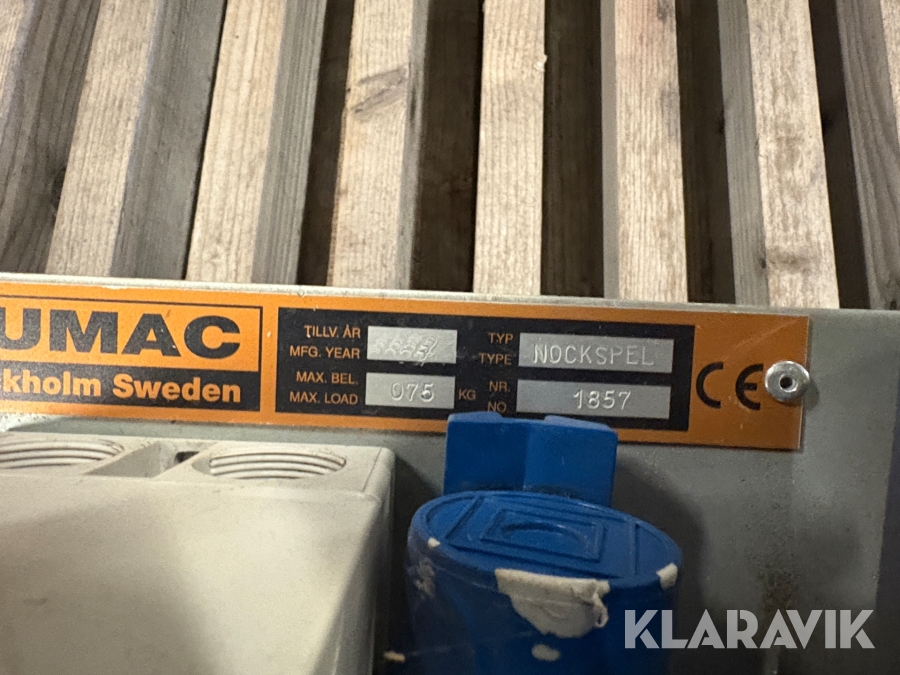 UMAC
ckholm Sweden
TILLV. ÅR
MFG. YEAR
MAX. BEL.
MAX. LOAD 075 KG
TYP
TYPE NOCKSPEL
NR.
NO. 1857
CE
KLARAVIK